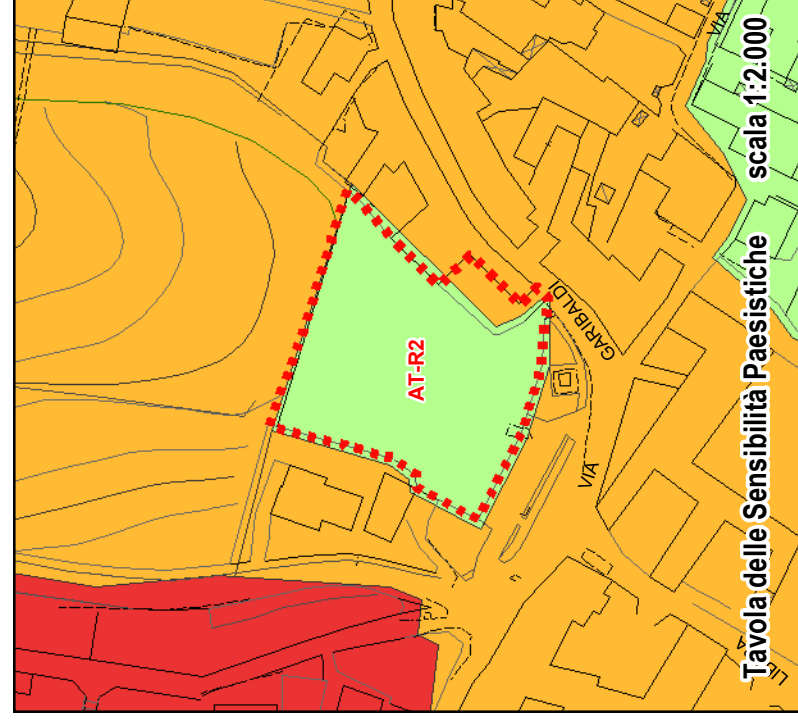 AT-R2
GARIBALDI
VIA
VIA
Tavola delle Sensibilità Paesistiche scala 1:2.000